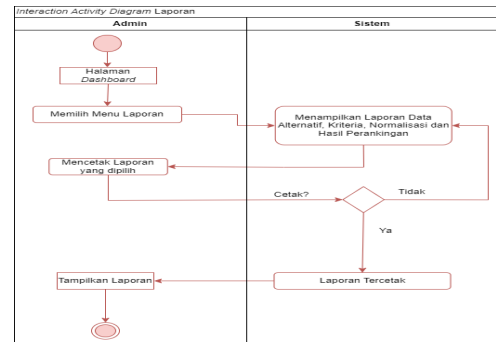 Interaction Activity Diagram Laporan
Admin
Sistem
Halaman
Dashboard
Memilih Menu Laporan
Menampilkan Laporan Data
Alternatif, Kriteria, Normalisasi dan
Hasil Perankingan
Mencetak Laporan
yang dipilih
Cetak?
Tidak
Ya
Tampilkan Laporan
Laporan Tercetak